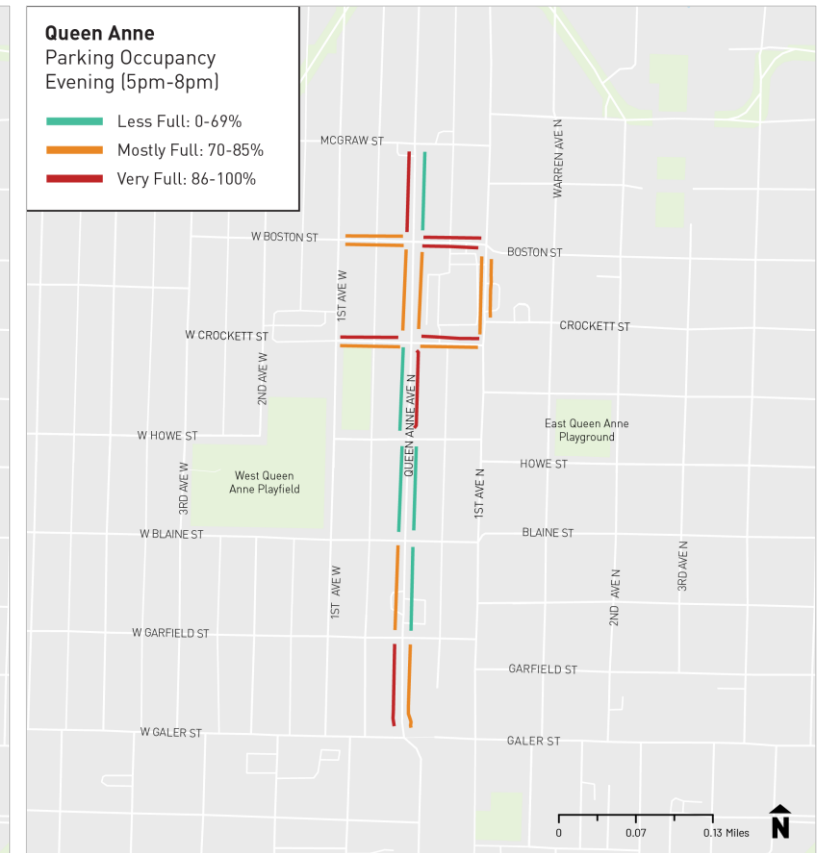 Queen Anne
Parking Occupancy
Evening (5pm-8pm)
Less Full: 0-69%
Mostly Full: 70-85%
Very Full: 86-100%
MCGRAW ST
WARREN AVE N
W BOSTON ST
BOSTON ST
1ST AVE W
W CROCKETT ST
CROCKETT ST
2ND AVE W
QUEEN ANNE AVE N
W HOWE ST
East Queen Anne
Playground
HOWE ST
3RD AVE W
West Queen
Anne Playfield
1ST AVE N
W BLAINE ST
BLAINE ST
1ST AVE W
2ND AVE N
3RD AVE N
W GARFIELD ST
GARFIELD ST
W GALER ST
GALER ST
0
0.07
0.13 Miles
N